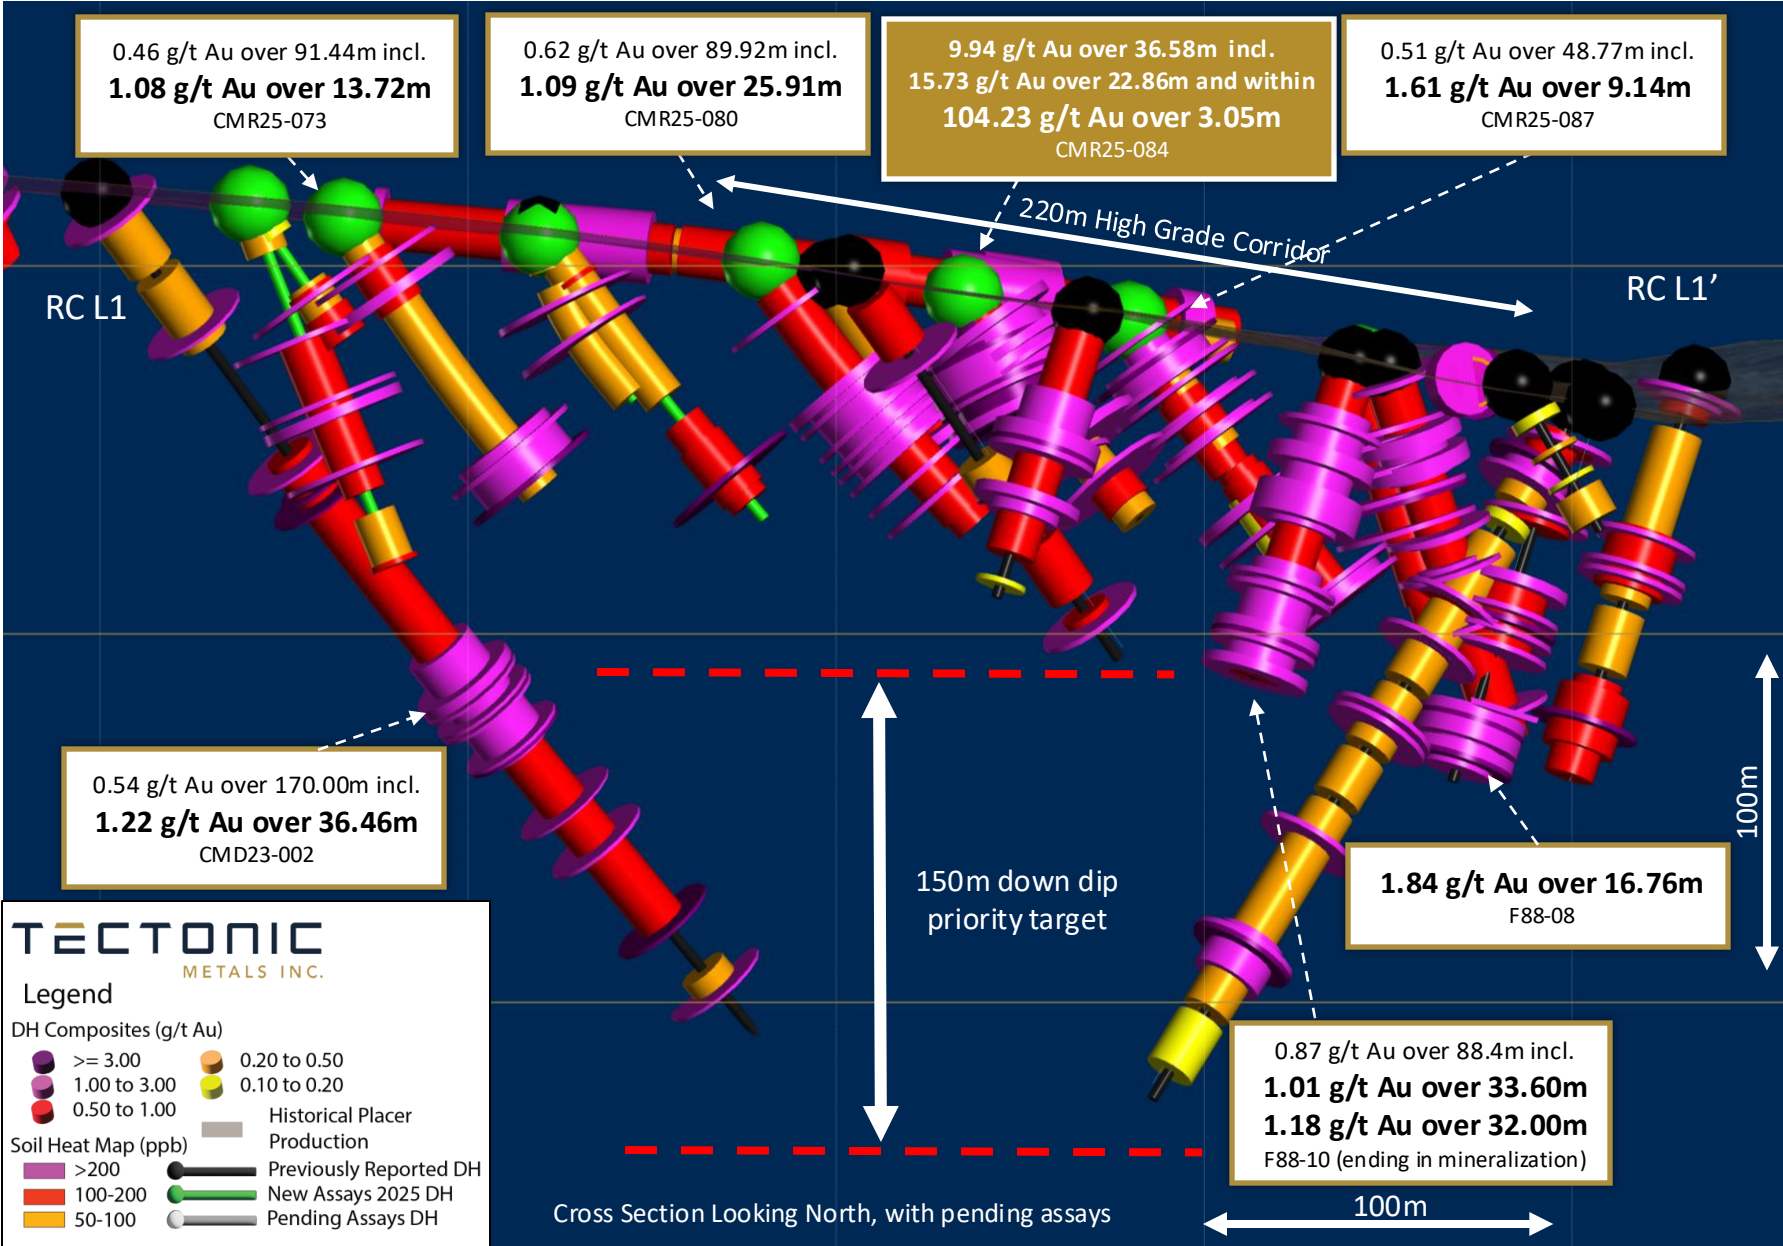 0.46 g/t Au over 91.44m incl.
1.08 g/t Au over 13.72m
CMR25-073
0.62 g/t Au over 89.92m incl.
1.09 g/t Au over 25.91m
CMR25-080
9.94 g/t Au over 36.58m incl.
15.73 g/t Au over 22.86m and within
104.23 g/t Au over 3.05m
CMR25-084
0.51 g/t Au over 48.77m incl.
1.61 g/t Au over 9.14m
CMR25-087
220m High Grade Corridor
RC L1
RC L1’
0.54 g/t Au over 170.00m incl.
1.22 g/t Au over 36.46m
CMD23-002
150m down dip
priority target
100m
1.84 g/t Au over 16.76m
F88-08
0.87 g/t Au over 88.4m incl.
1.01 g/t Au over 33.60m
1.18 g/t Au over 32.00m
F88-10 (ending in mineralization)
100m
Cross Section Looking North, with pending assays
TECTONIC
METALS INC.
Legend
DH Composites (g/t Au)
>= 3.00
1.00 to 3.00
0.50 to 1.00
0.20 to 0.50
0.10 to 0.20
Historical Placer
Production
Soil Heat Map (ppb)
>200
100-200
50-100
Previously Reported DH
New Assays 2025 DH
Pending Assays DH